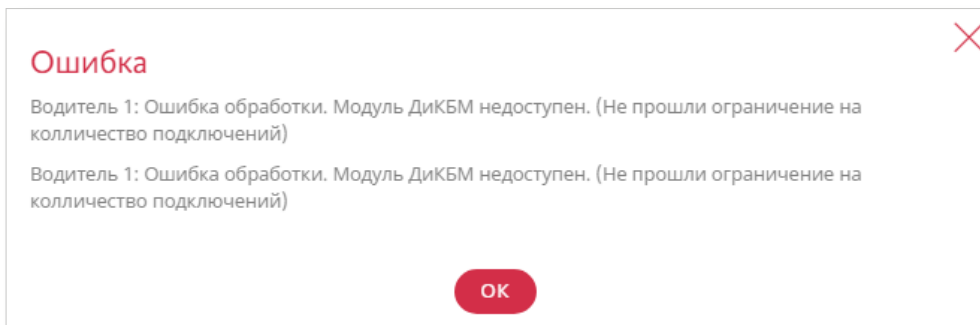 Ошибка
Водитель 1: Ошибка обработки. Модуль ДиКБМ недоступен. (Не прошли ограничение на
колличество подключений)
Водитель 1: Ошибка обработки. Модуль ДиКБМ недоступен. (Не прошли ограничение на
колличество подключений)
ОК